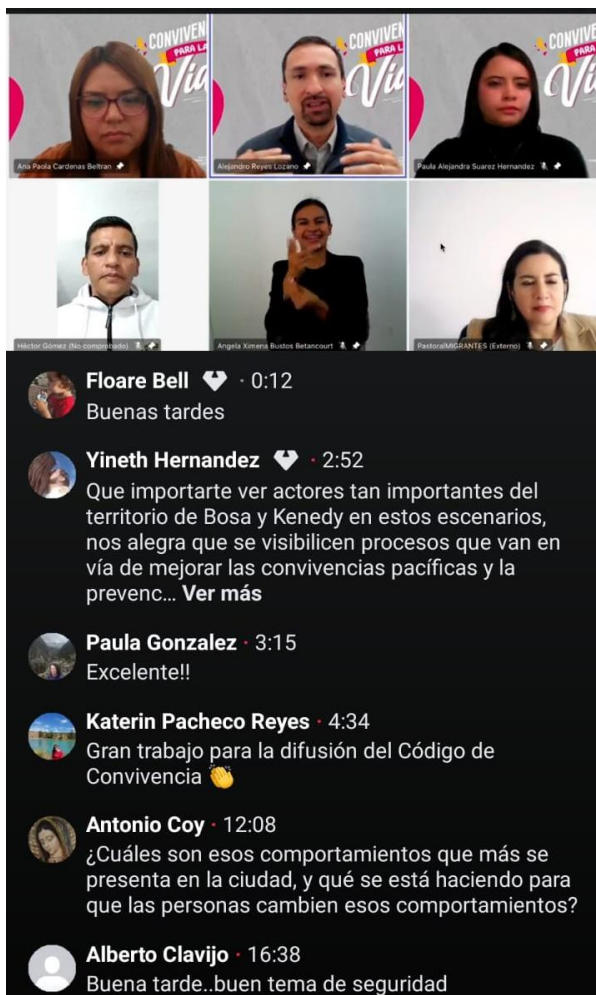 CONVIVEN
PARA LA
Vid
CONVIVEN
PARA L
Vid
CONVIVEN
PARA LA
Vi
Ana Paola Cardenas Beltran
Alejandro Reyes Lozano
Paula Alejandra Suarez Hernandez
Héctor Gómez (No comprobado)
Angela Ximena Bustos Betancourt
PastoralMIGRANTES (Externo)
Floare Bell · 0:12
Buenas tardes
Yineth Hernandez · 2:52
Que importarte ver actores tan importantes del
territorio de Bosa y Kenedy en estos escenarios,
nos alegra que se visibilicen procesos que van en
vía de mejorar las convivencias pacíficas y la
prevenc... Ver más
Paula Gonzalez · 3:15
Excelente!!
Katerin Pacheco Reyes · 4:34
Gran trabajo para la difusión del Código de
Convivencia 👏
Antonio Coy · 12:08
¿Cuáles son esos comportamientos que más se
presenta en la ciudad, y qué se está haciendo para
que las personas cambien esos comportamientos?
Alberto Clavijo · 16:38
Buena tarde..buen tema de seguridad